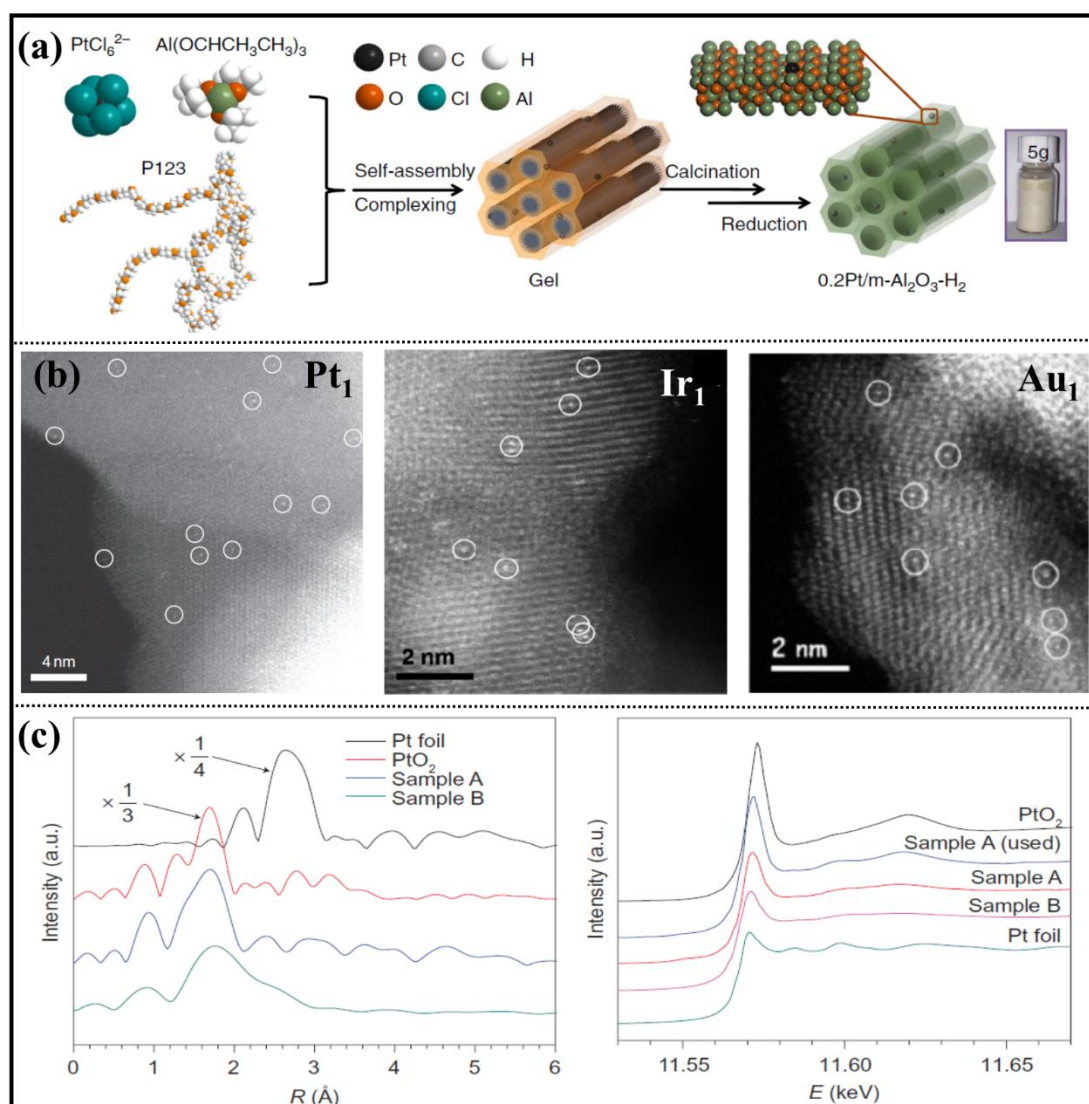 (a)
PtCl₆²⁻ Al(OCHCH₃CH₃)₃
Pt C H
O Cl Al
P123
Self-assembly
Complexing
Gel
Calcination
Reduction
5g
0.2Pt/m-Al₂O₃-H₂
(b)
Pt₁
4 nm
Ir₁
2 nm
Au₁
2 nm
(c)
× 1/4
× 1/3
Pt foil
PtO₂
Sample A
Sample B
Intensity (a.u.)
0 1 2 3 4 5 6
R (Å)
Intensity (a.u.)
PtO₂
Sample A (used)
Sample A
Sample B
Pt foil
11.55 11.60 11.65
E (keV)